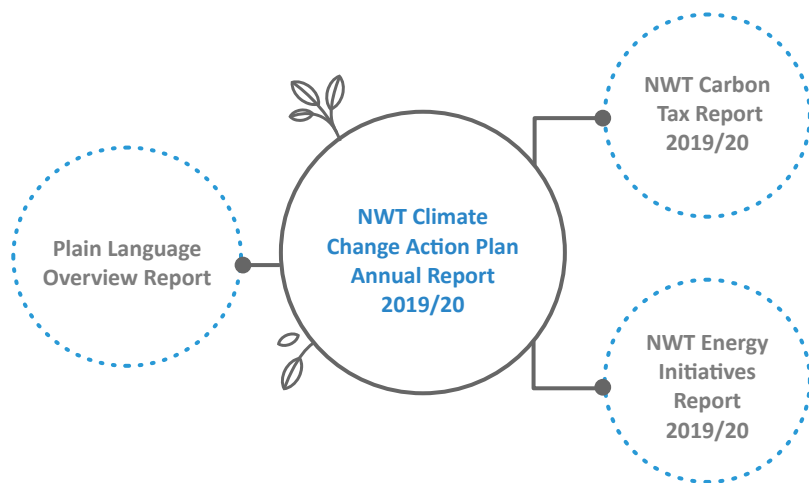 Plain Language
Overview Report
NWT Climate
Change Action Plan
Annual Report
2019/20
NWT Carbon
Tax Report
2019/20
NWT Energy
Initiatives
Report
2019/20